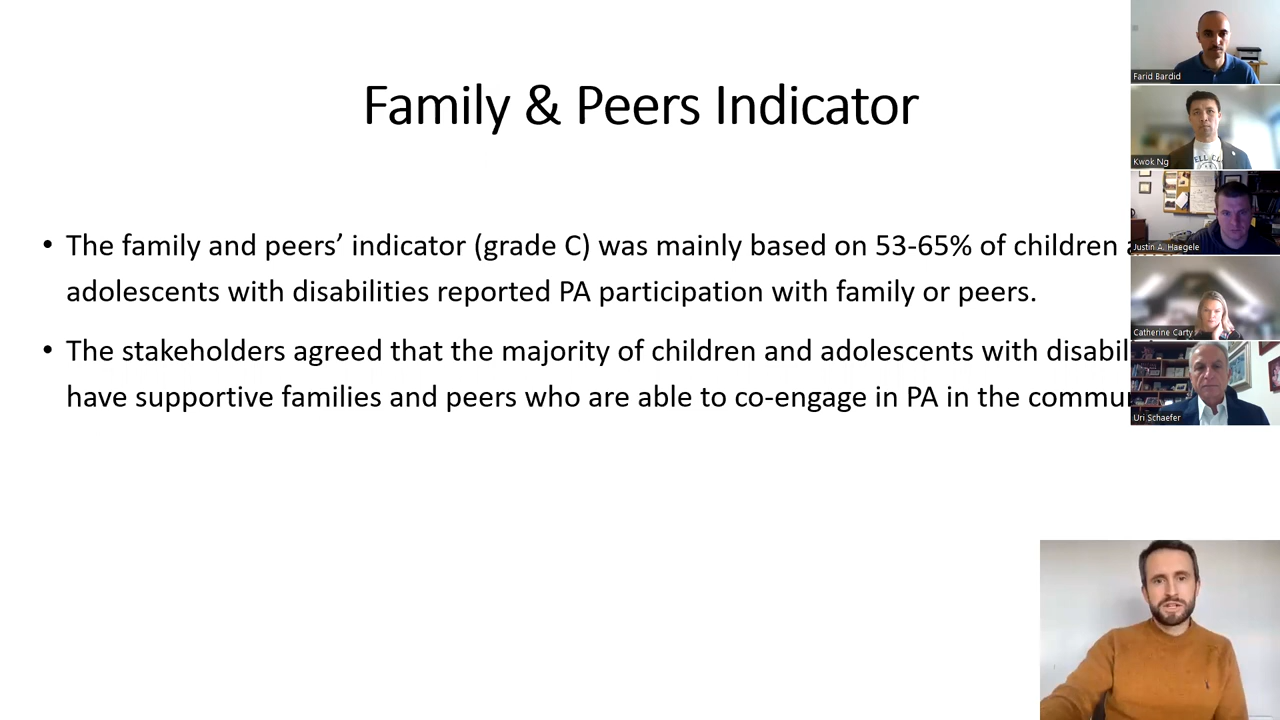 Family & Peers Indicator
• The family and peers’ indicator (grade C) was mainly based on 53-65% of children
adolescents with disabilities reported PA participation with family or peers.
• The stakeholders agreed that the majority of children and adolescents with
have supportive families and peers who are able to co-engage in PA in the
Farid Bardid
Kwok Ng
ELL CL
Justin A. Haegele
Catherine Carty
Uri Schaefer